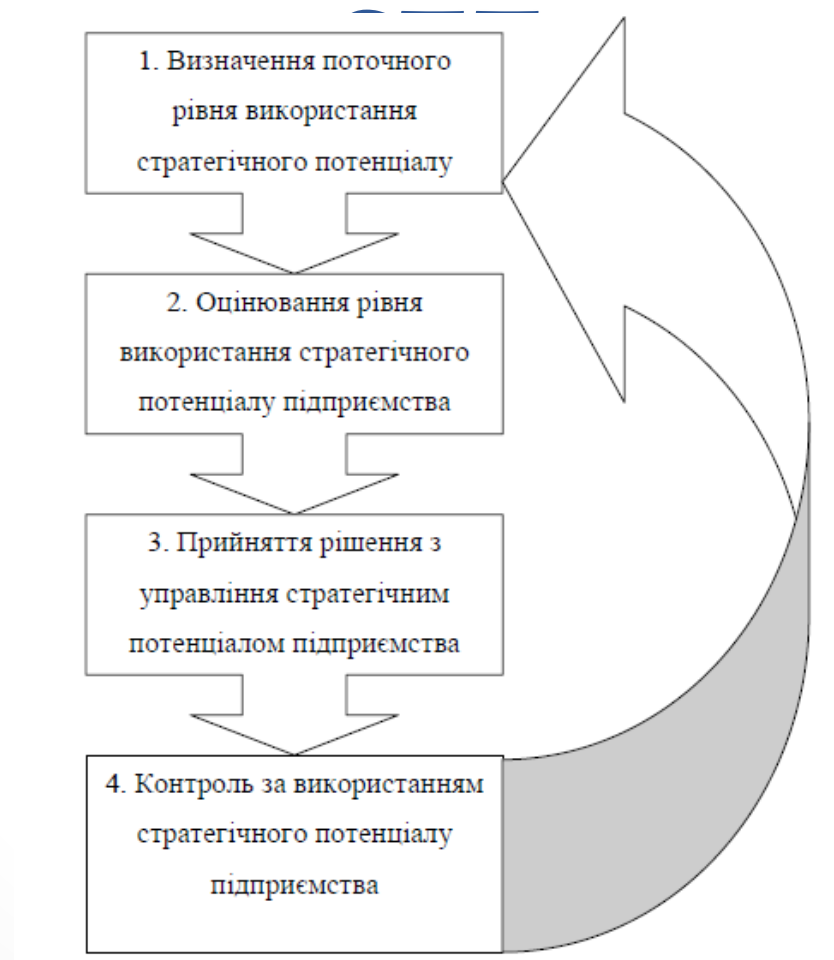 1. Визначення поточного
рівня використання
стратегічного потенціалу
2. Оцінювання рівня
використання стратегічного
потенціалу підприємства
3. Прийняття рішення з
управління стратегічним
потенціалом підприємства
4. Контроль за використанням
стратегічного потенціалу
підприємства